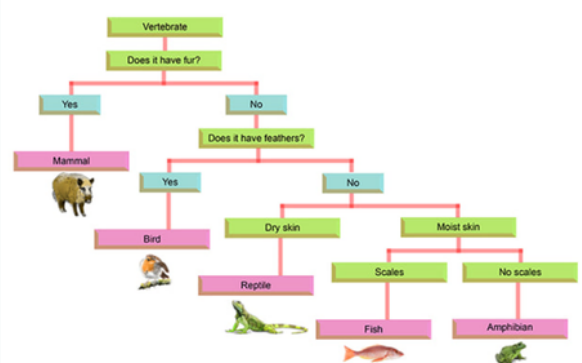 Vertebrate
Does it have fur?
Yes
No
Does it have feathers?
Mammal
Yes
No
Dry skin
Moist skin
Bird
Scales
No scales
Reptile
Fish
Amphibian